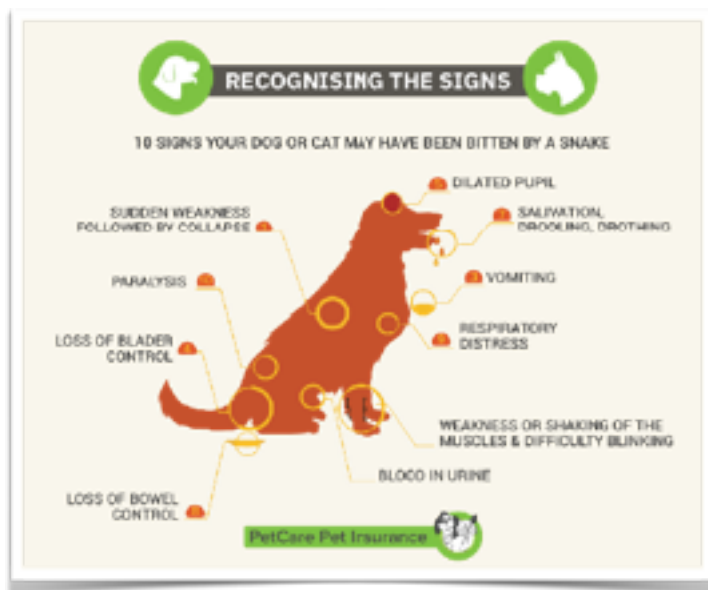 RECOGNISING THE SIGNS
10 SIGNS YOUR DOG OR CAT MAY HAVE BEEN BITTEN BY A SNAKE
DILATED PUPIL
SUDDEN WEAKNESS
FOLLOWED BY COLLAPSE
SALIVATION,
DROOLING, DROTHING
PARALYSIS
VOMITING
LOSS OF BLADER
CONTROL
RESPIRATORY
DISTRESS
WEAKNESS OR SHAKING OF THE
MUSCLES & DIFFICULTY BLINKING
BLOCO IN URINE
LOSS OF BOWEL
CONTROL
PetCare Pet Insurance